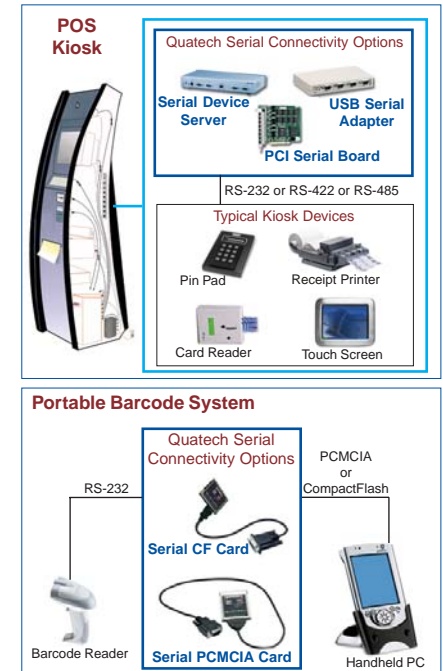 POS
Kiosk
Quatech Serial Connectivity Options
Serial Device
Server
USB Serial
Adapter
PCI Serial Board
RS-232 or RS-422 or RS-485
Typical Kiosk Devices
Pin Pad
Receipt Printer
Card Reader
Touch Screen
Portable Barcode System
Quatech Serial
Connectivity Options
RS-232
PCMCIA
or
CompactFlash
Serial CF Card
Serial PCMCIA Card
Barcode Reader
Handheld PC